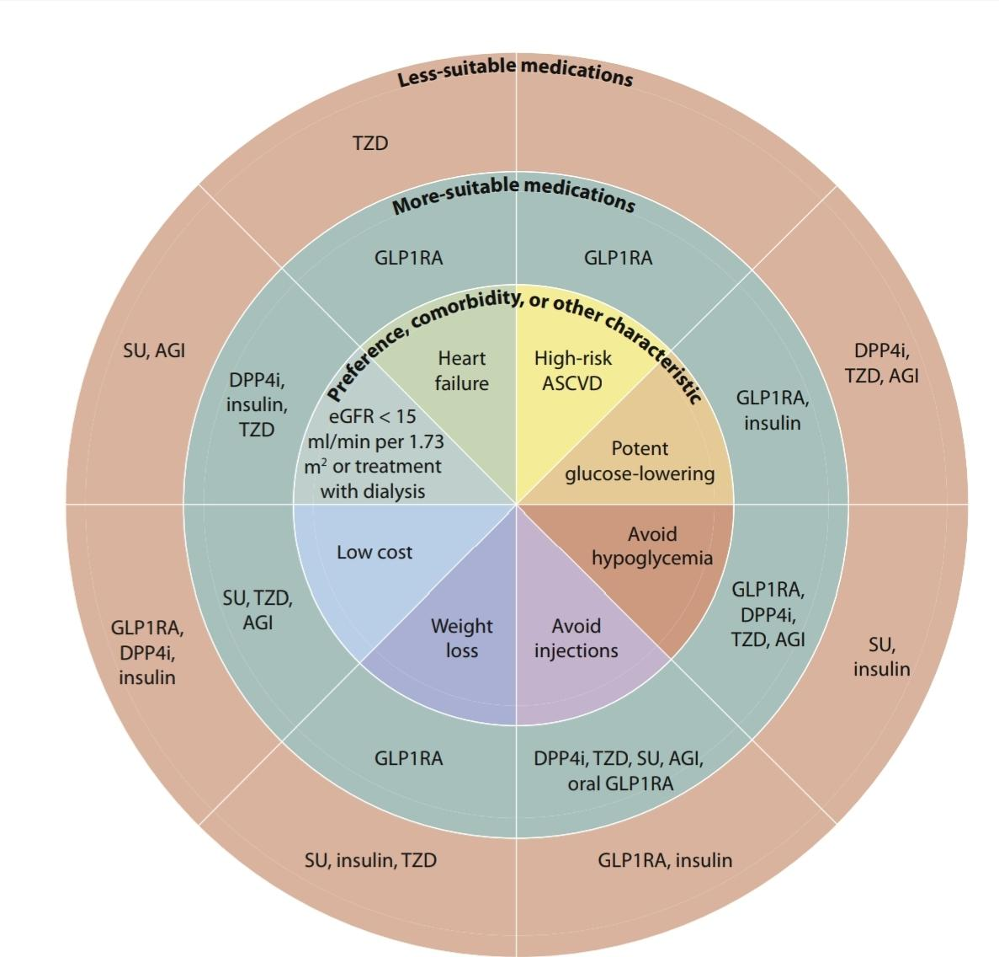 Less-suitable medications
TZD
More-suitable medications
GLP1RA
GLP1RA
Preference, comorbidity, or other characteristic
Heart
failure
High-risk
ASCVD
SU, AGI
DPP4i,
insulin,
TZD
eGFR < 15
ml/min per 1.73
m² or treatment
with dialysis
Potent
glucose-lowering
GLP1RA,
insulin
DPP4i,
TZD, AGI
Low cost
Avoid
hypoglycemia
SU, TZD,
AGI
GLP1RA,
DPP4i,
insulin
Weight
loss
Avoid
injections
GLP1RA,
DPP4i,
TZD, AGI
SU,
insulin
GLP1RA
DPP4i, TZD, SU, AGI,
oral GLP1RA
SU, insulin, TZD
GLP1RA, insulin